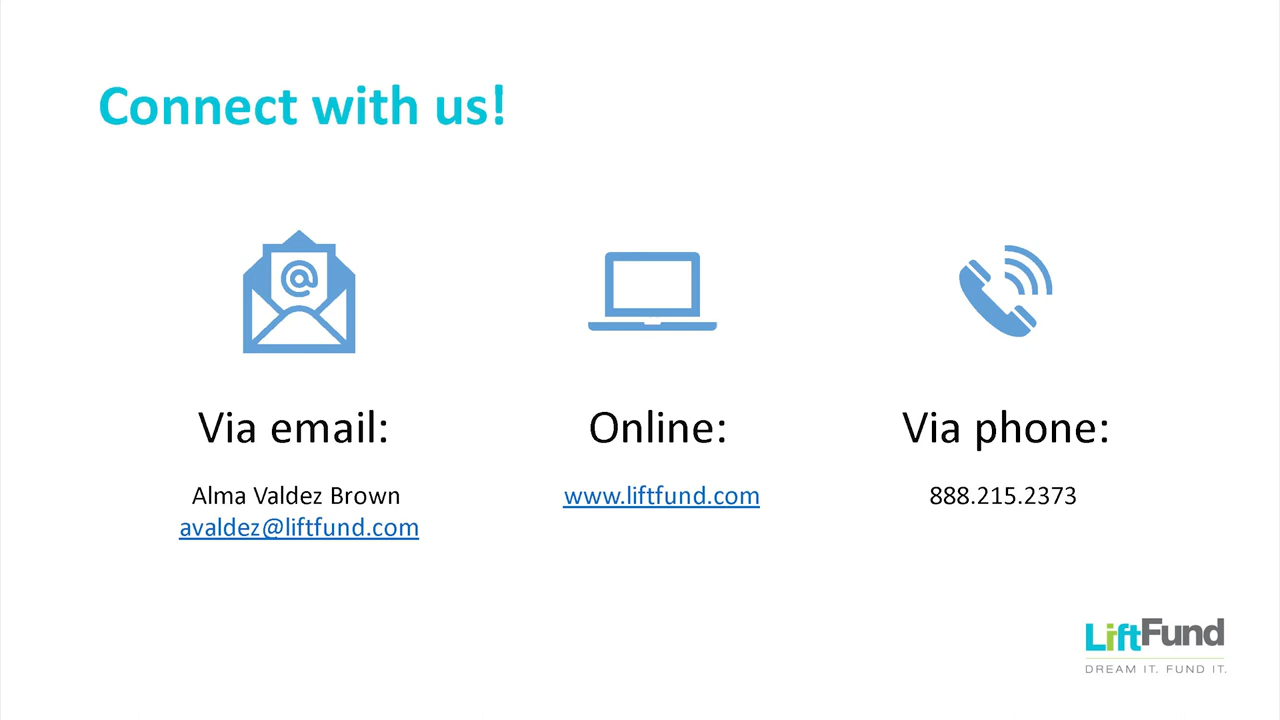 Connect with us!
@
Via email:
Alma Valdez Brown
avaldez@liftfund.com
Online:
www.liftfund.com
Via phone:
888.215.2373
LiftFund
DREAM IT. FUND IT.